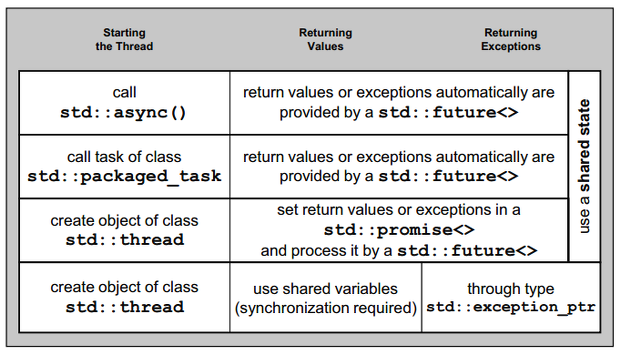 Starting
the Thread
Returning
Values
Returning
Exceptions
call
std::async()
return values or exceptions automatically are
provided by a std::future<>
call task of class
std::packaged_task
return values or exceptions automatically are
provided by a std::future<>
create object of class
std::thread
set return values or exceptions in a
std::promise<>
and process it by a std::future<>
use a shared state
create object of class
std::thread
use shared variables
(synchronization required)
through type
std::exception_ptr